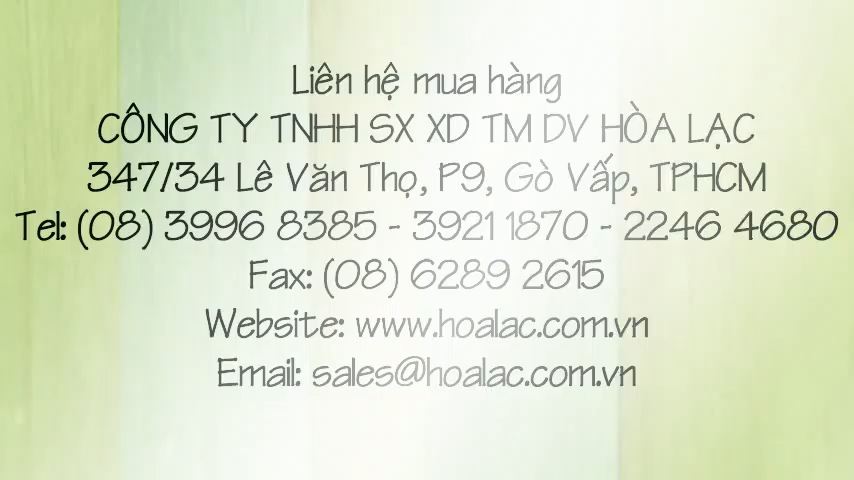 Liên hệ mua hàng
CÔNG TY TNHH SX XD TM DV HÒA LẠC
347/34 Lê Văn Thọ, P9, Gò Vấp, TPHCM
Tel: (08) 3996 8385 - 3921 1870 - 2246 4680
Fax: (08) 6289 2615
Website: www.hoalac.com.vn
Email: sales@hoalac.com.vn